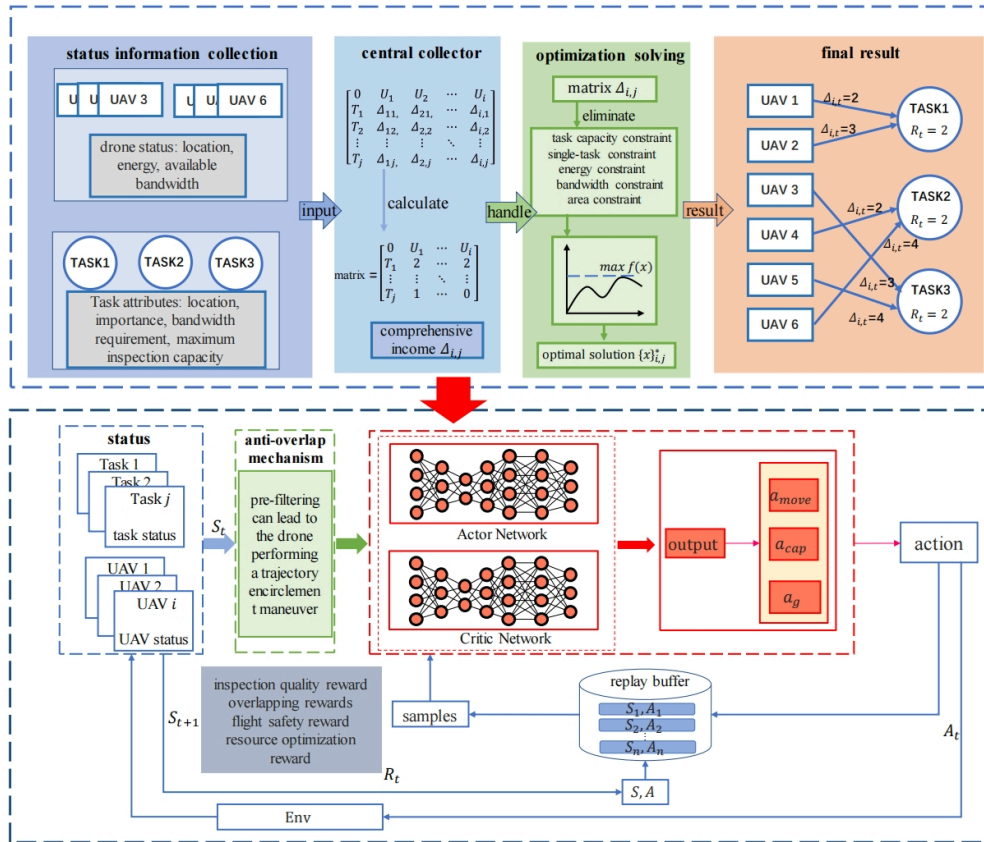 status information collection
U
U
UAV 3
U
U
UAV 6
drone status: location,
energy, available
bandwidth
TASK1
TASK2
TASK3
Task attributes: location,
importance, bandwidth
requirement, maximum
inspection capacity
input
central collector
0 U₁ U₂ ⋯ Uᵢ
T₁ Δ₁₁, Δ₂₁, ⋯ Δᵢ,₁
T₂ Δ₁₂, Δ₂,₂ ⋯ Δᵢ,₂
⋮ ⋮ ⋮ ⋱ ⋮
Tⱼ Δ₁ⱼ, Δ₂,ⱼ ⋯ Δᵢ,ⱼ
calculate
matrix =
0 U₁ ⋯ Uᵢ
T₁ 2 ⋯ 2
⋮ ⋮ ⋱ ⋮
Tⱼ 1 ⋯ 0
comprehensive
income Δᵢ,ⱼ
handle
optimization solving
matrix Δᵢ,ⱼ
eliminate
task capacity constraint
single-task constraint
energy constraint
bandwidth constraint
area constraint
max f(x)
optimal solution {x}*ᵢ,ⱼ
result
final result
UAV 1
UAV 2
UAV 3
UAV 4
UAV 5
UAV 6
Δᵢ,ₜ=2
Δᵢ,ₜ=3
Δᵢ,ₜ=2
Δᵢ,ₜ=4
Δᵢ,ₜ=3
Δᵢ,ₜ=4
TASK1
Rₜ = 2
TASK2
Rₜ = 2
TASK3
Rₜ = 2
status
Task 1
Task 2
Task j
task status
UAV 1
UAV 2
UAV i
UAV status
Sₜ
anti-overlap
mechanism
pre-filtering
can lead to
the drone
performing
a trajectory
encirclemen
t maneuver
Actor Network
Critic Network
output
a_move
a_cap
a_g
action
inspection quality reward
overlapping rewards
flight safety reward
resource optimization
reward
samples
replay buffer
S₁, A₁
S₂, A₂
⋮
Sₙ, Aₙ
Sₜ₊₁
Rₜ
S, A
Aₜ
Env